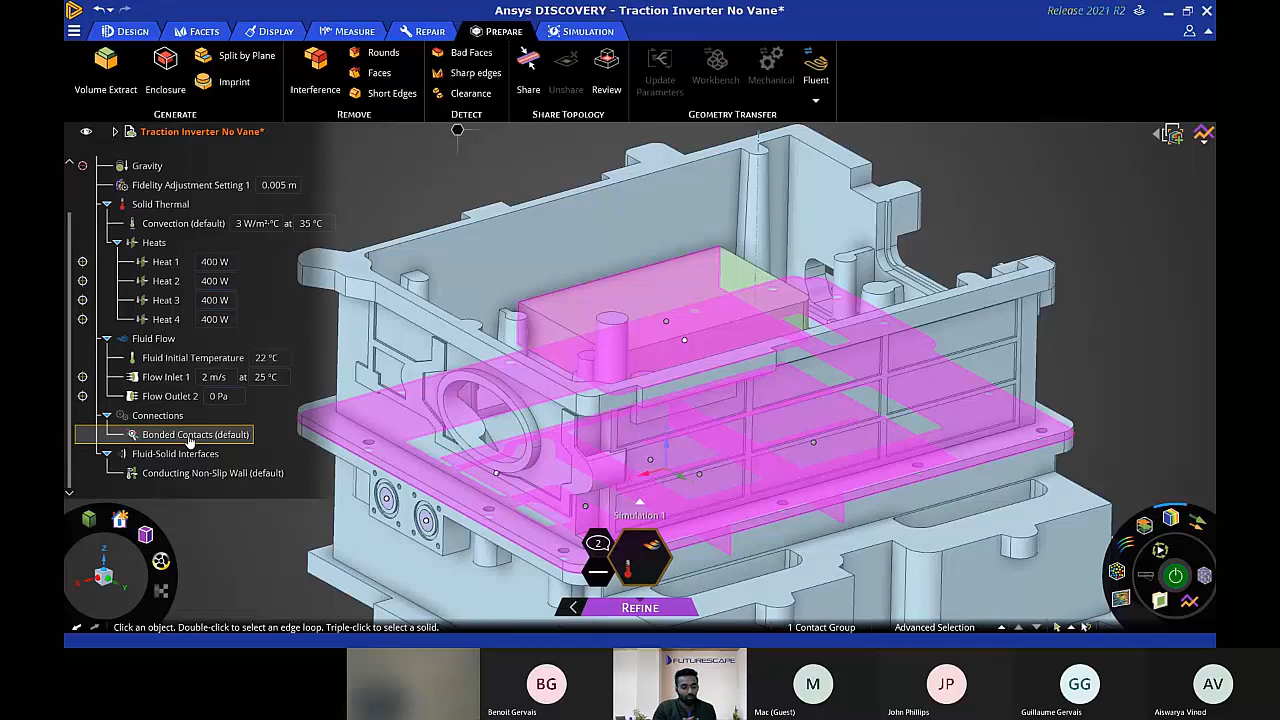 Ansys DISCOVERY - Traction Inverter No Vane*
Release 2021 R2
DESIGN FACETS DISPLAY MEASURE REPAIR PREPARE SIMULATION
Volume Extract
Enclosure
Split by Plane
Imprint
Interference
Rounds
Faces
Short Edges
Bad Faces
Sharp edges
Clearance
Share
Unshare
Review
Update Parameters
Workbench
Mechanical
Fluent
GENERATE REMOVE DETECT SHARE TOPOLOGY GEOMETRY TRANSFER
Traction Inverter No Vane*
Gravity
Fidelity Adjustment Setting 1 0.005 m
Solid Thermal
Convection (default) 3 W/m²·°C at 35 °C
Heats
Heat 1 400 W
Heat 2 400 W
Heat 3 400 W
Heat 4 400 W
Fluid Flow
Fluid Initial Temperature 22 °C
Flow Inlet 1 2 m/s at 25 °C
Flow Outlet 2 0 Pa
Connections
Bonded Contacts (default)
Fluid-Solid Interfaces
Conducting Non-Slip Wall (default)
Simulation 1
2
Z
X
Y
REFINE
Click an object. Double-click to select an edge loop. Triple-click to select a solid.
1 Contact Group
Advanced Selection
FUTURESCAPE
BG
M
JP
GG
AV
Benoit Gervais
Mac (Guest)
John Phillips
Guillaume Gervais
Aiswarya Vinod